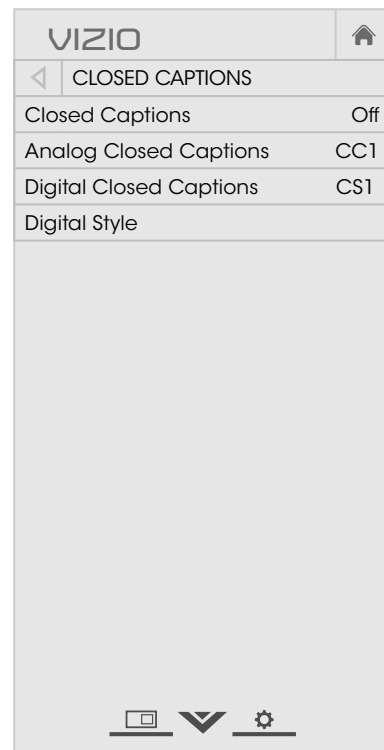 VIZIO
CLOSED CAPTIONS
Closed Captions Off
Analog Closed Captions CC1
Digital Closed Captions CS1
Digital Style